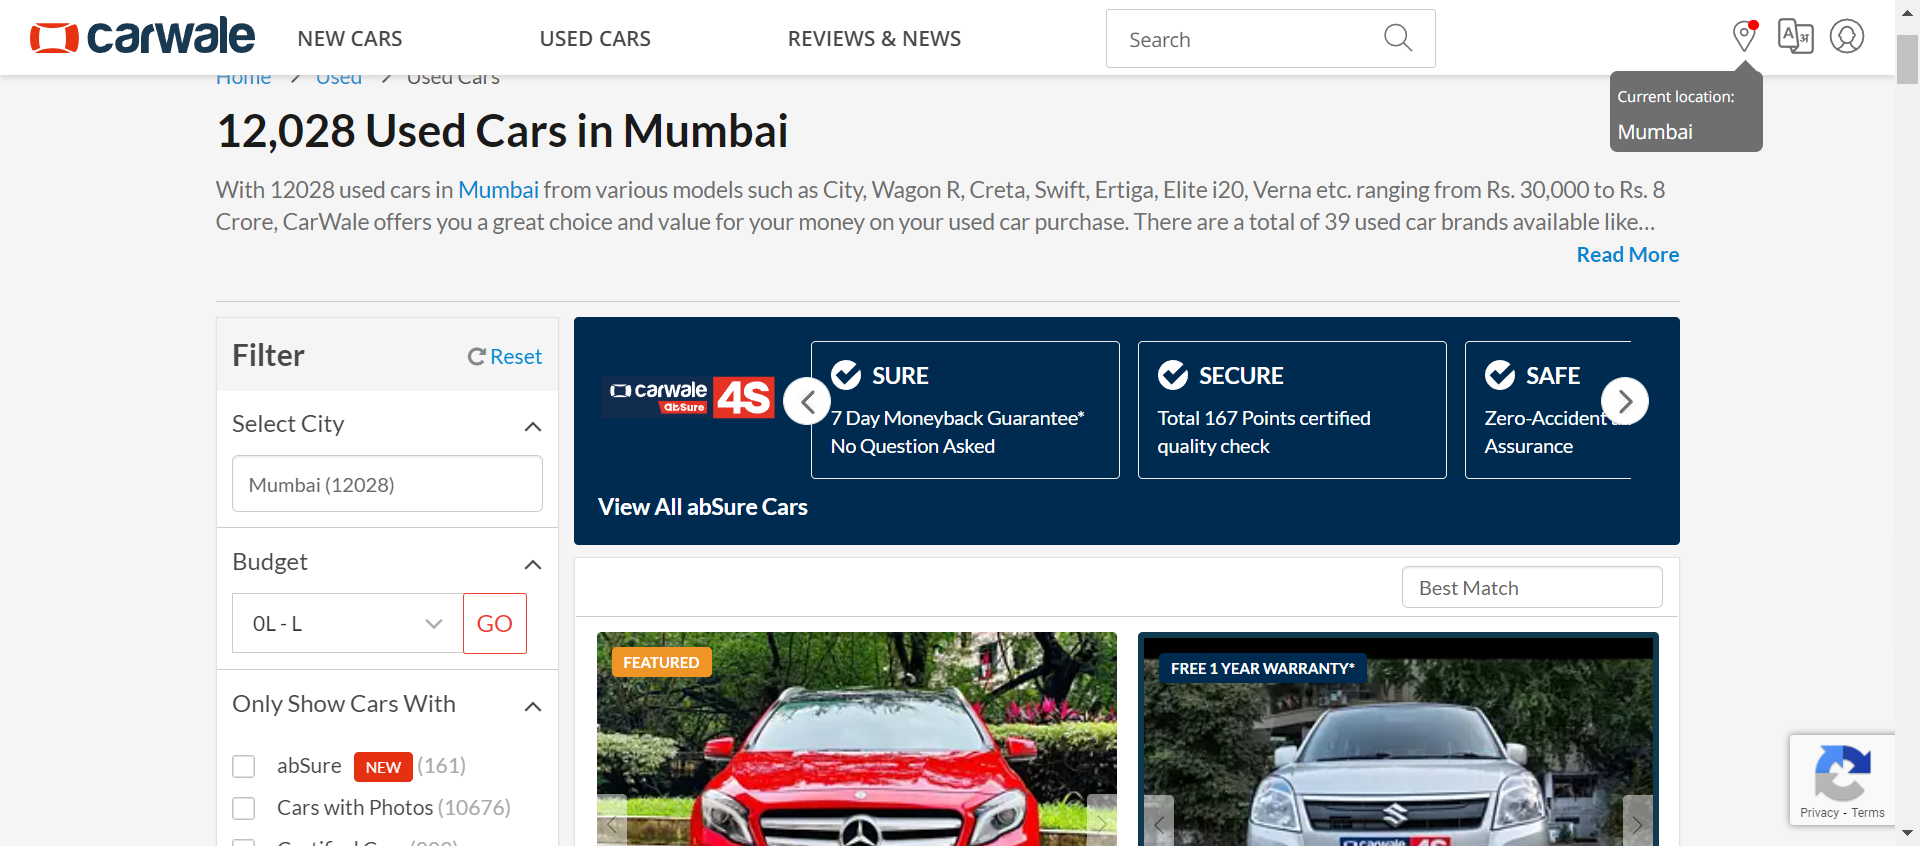 carwale NEW CARS USED CARS REVIEWS & NEWS Search
Current location:
Mumbai
Home Used Used Cars
12,028 Used Cars in Mumbai
With 12028 used cars in Mumbai from various models such as City, Wagon R, Creta, Swift, Ertiga, Elite i20, Verna etc. ranging from Rs. 30,000 to Rs. 8
Crore, CarWale offers you a great choice and value for your money on your used car purchase. There are a total of 39 used car brands available like...
Read More
Filter
Reset
Select City
Mumbai (12028)
Budget
0L - L
GO
Only Show Cars With
abSure NEW (161)
Cars with Photos (10676)
carwale
abSure
4S
SURE
7 Day Moneyback Guarantee*
No Question Asked
SECURE
Total 167 Points certified
quality check
SAFE
Zero-Accident
Assurance
View All abSure Cars
Best Match
FEATURED
FREE 1 YEAR WARRANTY*
carwale 4S
Privacy - Terms